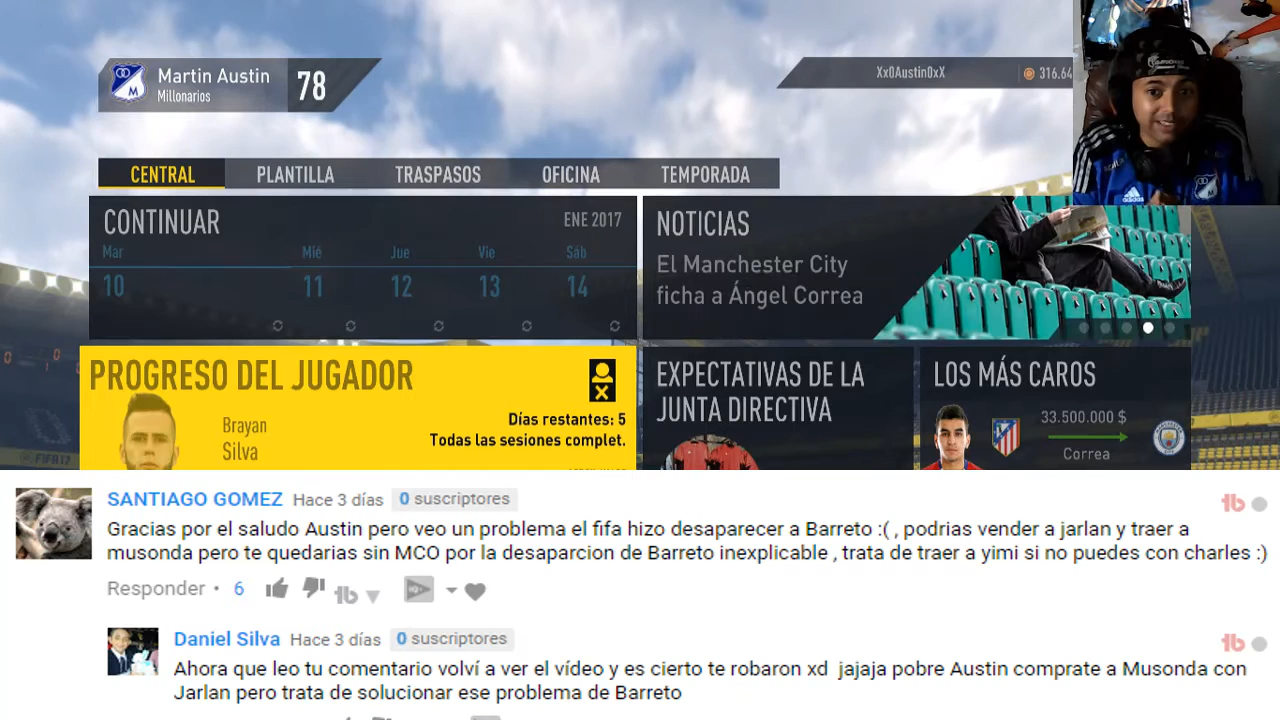 Martin Austin
Millonarios
78
Xx0Austin0xX
316.64
CENTRAL
PLANTILLA
TRASPASOS
OFICINA
TEMPORADA
CONTINUAR
ENE 2017
Mar
Mié
Jue
Vie
Sáb
10
11
12
13
14
NOTICIAS
El Manchester City
ficha a Ángel Correa
PROGRESO DEL JUGADOR
Brayan
Silva
Días restantes: 5
Todas las sesiones complet.
EXPECTATIVAS DE LA
JUNTA DIRECTIVA
LOS MÁS CAROS
33.500.000 $
Correa
FIFA17
adidas
SANTIAGO GOMEZ Hace 3 días 0 suscriptores
Gracias por el saludo Austin pero veo un problema el fifa hizo desaparecer a Barreto :( , podrias vender a jarlan y traer a
musonda pero te quedarias sin MCO por la desaparcion de Barreto inexplicable , trata de traer a yimi si no puedes con charles :)
Responder · 6
Daniel Silva Hace 3 días 0 suscriptores
Ahora que leo tu comentario volví a ver el vídeo y es cierto te robaron xd jajaja pobre Austin comprate a Musonda con
Jarlan pero trata de solucionar ese problema de Barreto